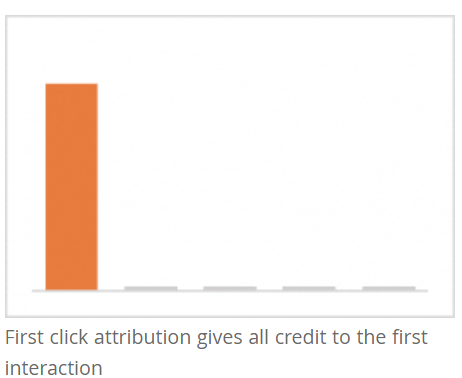 First click attribution gives all credit to the first
interaction